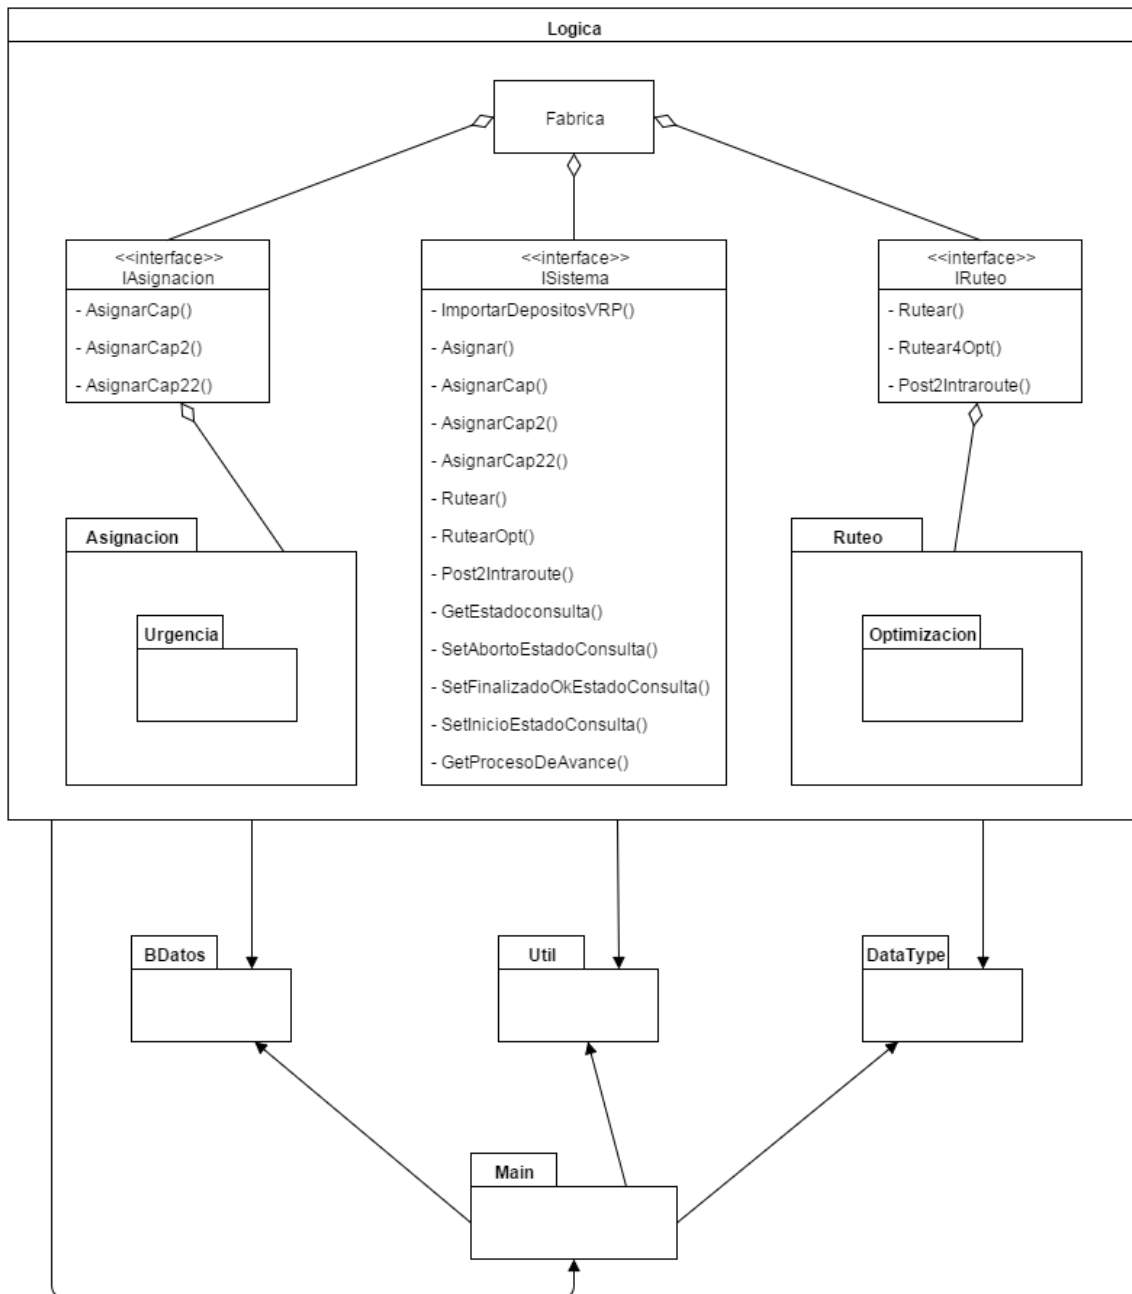 Logica
Fabrica
<<interface>>
IAsignacion
- AsignarCap()
- AsignarCap2()
- AsignarCap22()
<<interface>>
ISistema
- ImportarDepositosVRP()
- Asignar()
- AsignarCap()
- AsignarCap2()
- AsignarCap22()
- Rutear()
- RutearOpt()
- Post2Intraroute()
- GetEstadoconsulta()
- SetAbortoEstadoConsulta()
- SetFinalizadoOkEstadoConsulta()
- SetInicioEstadoConsulta()
- GetProcesoDeAvance()
<<interface>>
IRuteo
- Rutear()
- Rutear4Opt()
- Post2Intraroute()
Asignacion
Urgencia
Ruteo
Optimizacion
BDatos
Util
DataType
Main